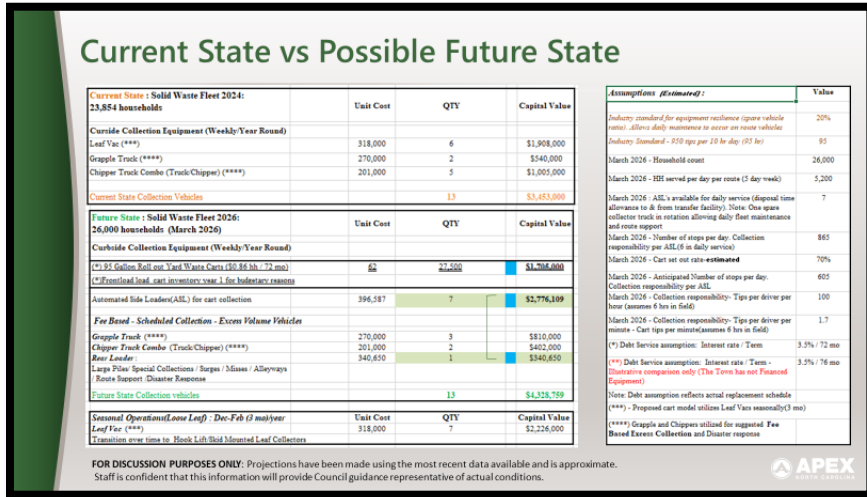 Current State vs Possible Future State
Current State : Solid Waste Fleet 2024:
23,854 households
Unit Cost QTY Capital Value
Curside Collection Equipment (Weekly/Year Round)
Leaf Vac (***) 318,000 6 $1,908,000
Grapple Truck (****) 270,000 2 $540,000
Chipper Truck Combo (Truck/Chipper) (****) 201,000 5 $1,005,000
Current State Collection Vehicles 13 $3,453,000
Future State : Solid Waste Fleet 2026:
26,000 households (March 2026)
Unit Cost QTY Capital Value
Curbside Collection Equipment (Weekly/Year Round)
(*) 95 Gallon Roll out Yard Waste Carts ($0.86 hh / 72 mo) 62 27,500 $1,705,000
(*)Frontload load cart inventory year 1 for budgetary reasons
Automated Side Loaders(ASL) for cart collection 396,587 7 $2,776,109
Fee Based - Scheduled Collection - Excess Volume Vehicles
Grapple Truck (****) 270,000 3 $810,000
Chipper Truck Combo (Truck/Chipper) (****) 201,000 2 $402,000
Rear Loader : 340,650 1 $340,650
Large Piles/ Special Collections / Surges / Misses / Alleyways
/ Route Support /Disaster Response
Future State Collection vehicles 13 $4,328,759
Seasonal Operations(Loose Leaf) : Dec-Feb (3 mo)/year Unit Cost QTY Capital Value
Leaf Vac (***) 318,000 7 $2,226,000
Transition over time to Hook Lift/Skid Mounted Leaf Collectors
Assumptions (Estimated) : Value
Industry standard for equipment resilience (spare vehicle
ratio). Allows daily maintence to occur on route vehicles
20%
Industry Standard - 950 tips per 10 hr day (95 hr) 95
March 2026 - Household count 26,000
March 2026 - HH served per day per route (5 day week) 5,200
March 2026 : ASL's available for daily service (disposal time
allowance to & from transfer facility). Note: One spare
collector truck in rotation allowing daily fleet maintenance
and route support
7
March 2026 - Number of stops per day. Collection
responsibility per ASL(6 in daily service)
865
March 2026 - Cart set out rate-estimated 70%
March 2026 - Anticipated Number of stops per day.
Collection responsibility per ASL
605
March 2026 - Collection responsibility- Tips per driver per
hour (assumes 6 hrs in field)
100
March 2026 - Collection responsibility- Tips per driver per
minute - Cart tips per minute(assumes 6 hrs in field)
1.7
(*) Debt Service assumption: Interest rate / Term 3.5% / 72 mo
(**) Debt Service assumption: Interest rate / Term -
Illustrative comparison only (The Town has not Financed
Equipment)
3.5% / 76 mo
Note: Debt assumption reflects actual replacement schedule
(***) - Proposed cart model utilizes Leaf Vacs seasonally(3 mo)
(****) Grapple and Chippers utilized for suggested Fee
Based Excess Collection and Disaster response
FOR DISCUSSION PURPOSES ONLY: Projections have been made using the most recent data available and is approximate.
Staff is confident that this information will provide Council guidance representative of actual conditions.
APEX
NORTH CAROLINA